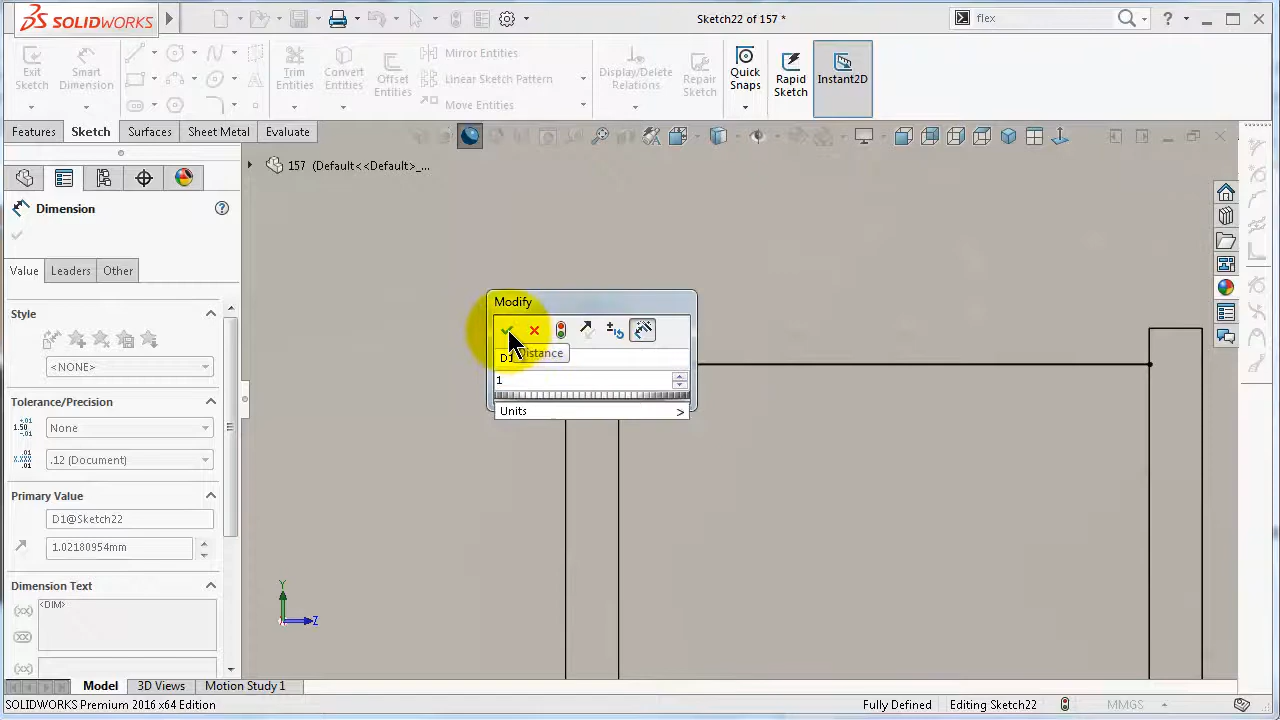 SOLIDWORKS
Sketch22 of 157 *
flex
Exit Sketch
Smart Dimension
Trim Entities
Convert Entities
Offset Entities
Mirror Entities
Linear Sketch Pattern
Move Entities
Display/Delete Relations
Repair Sketch
Quick Snaps
Rapid Sketch
Instant2D
Features
Sketch
Surfaces
Sheet Metal
Evaluate
157 (Default<<Default>_...
Dimension
Value
Leaders
Other
Style
<NONE>
Tolerance/Precision
None
.12 (Document)
Primary Value
D1@Sketch22
1.02180954mm
Dimension Text
<DIM>
Modify
D1
1
Units >
Y
Z
Model
3D Views
Motion Study 1
SOLIDWORKS Premium 2016 x64 Edition
Fully Defined
Editing Sketch22
MMGS